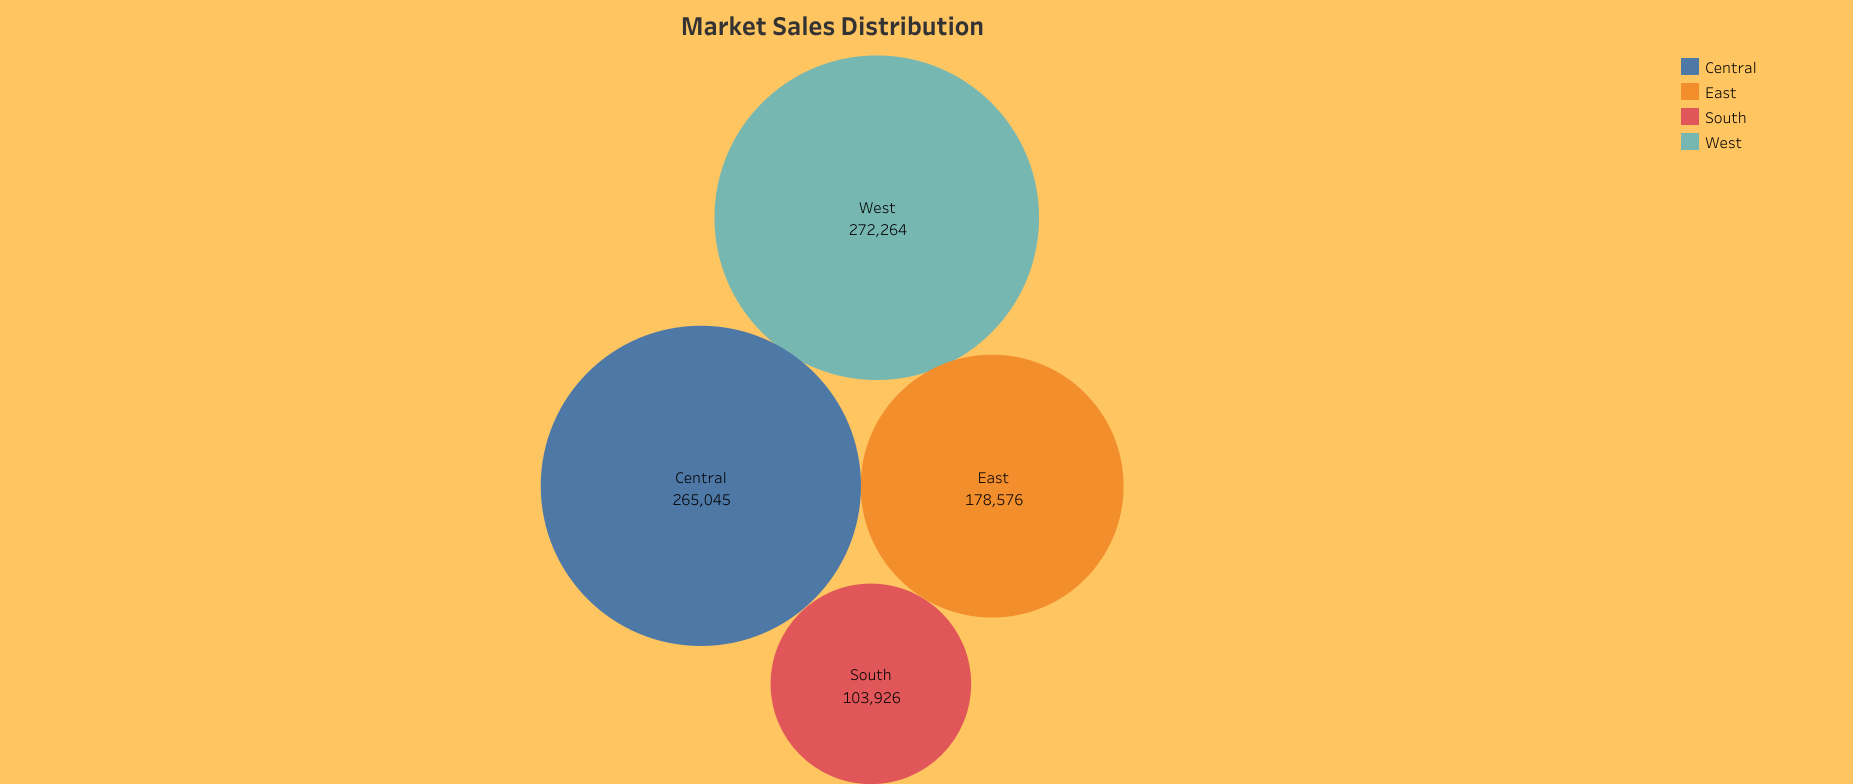 Market Sales Distribution
Central
East
South
West
West
272,264
Central
265,045
East
178,576
South
103,926